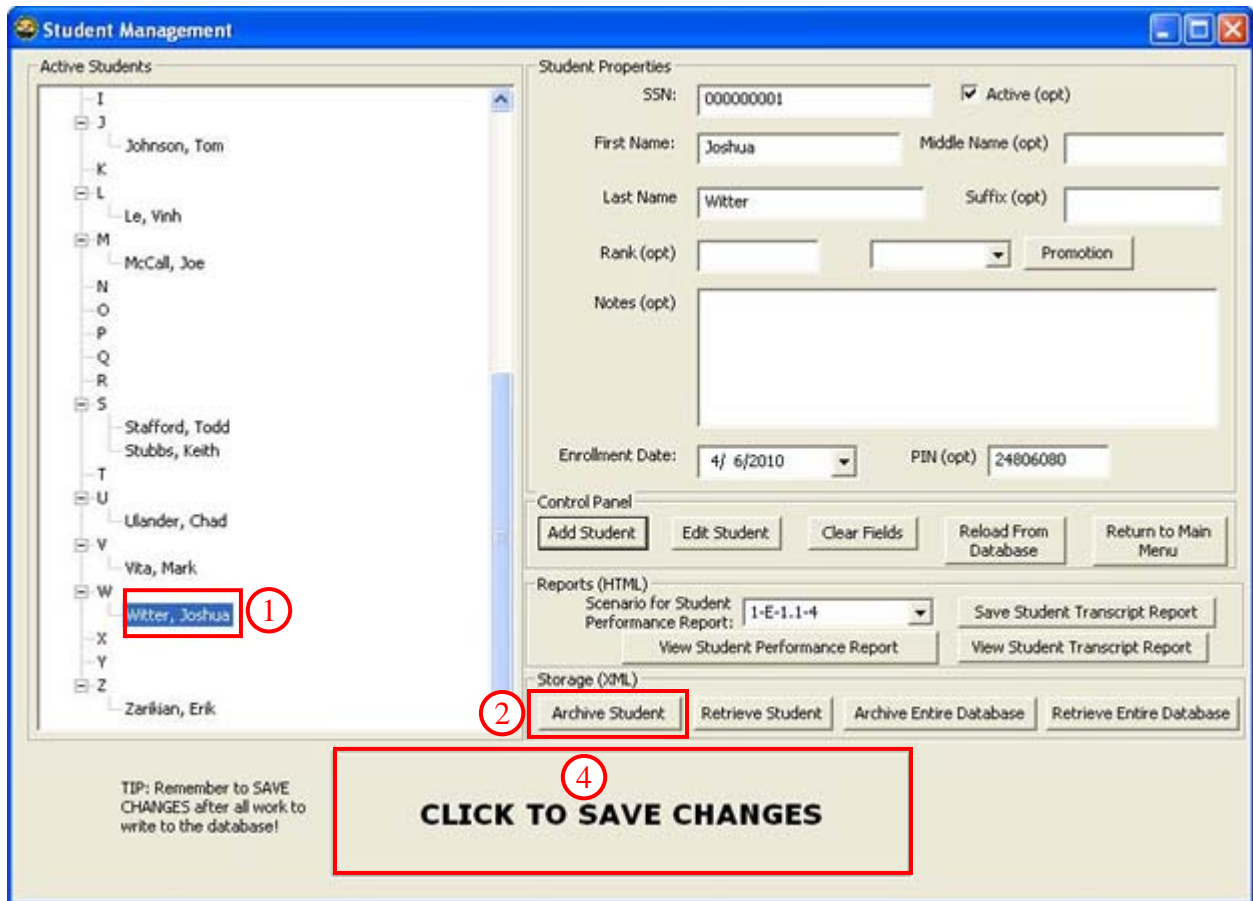 Student Management
Active Students
I
J
Johnson, Tom
K
L
Le, Vinh
M
McCall, Joe
N
O
P
Q
R
S
Stafford, Todd
Stubbs, Keith
T
U
Ulander, Chad
V
Vita, Mark
W
Witter, Joshua
1
X
Y
Z
Zarikian, Erik
Student Properties
SSN: 000000001 Active (opt)
First Name: Joshua Middle Name (opt)
Last Name Witter Suffix (opt)
Rank (opt) Promotion
Notes (opt)
Enrollment Date: 4/ 6/2010 PIN (opt) 24806080
Control Panel
Add Student Edit Student Clear Fields Reload From Database Return to Main Menu
Reports (HTML)
Scenario for Student
Performance Report: 1-E-1.1-4 Save Student Transcript Report
View Student Performance Report View Student Transcript Report
Storage (XML)
2 Archive Student Retrieve Student Archive Entire Database Retrieve Entire Database
TIP: Remember to SAVE
CHANGES after all work to
write to the database!
4
CLICK TO SAVE CHANGES